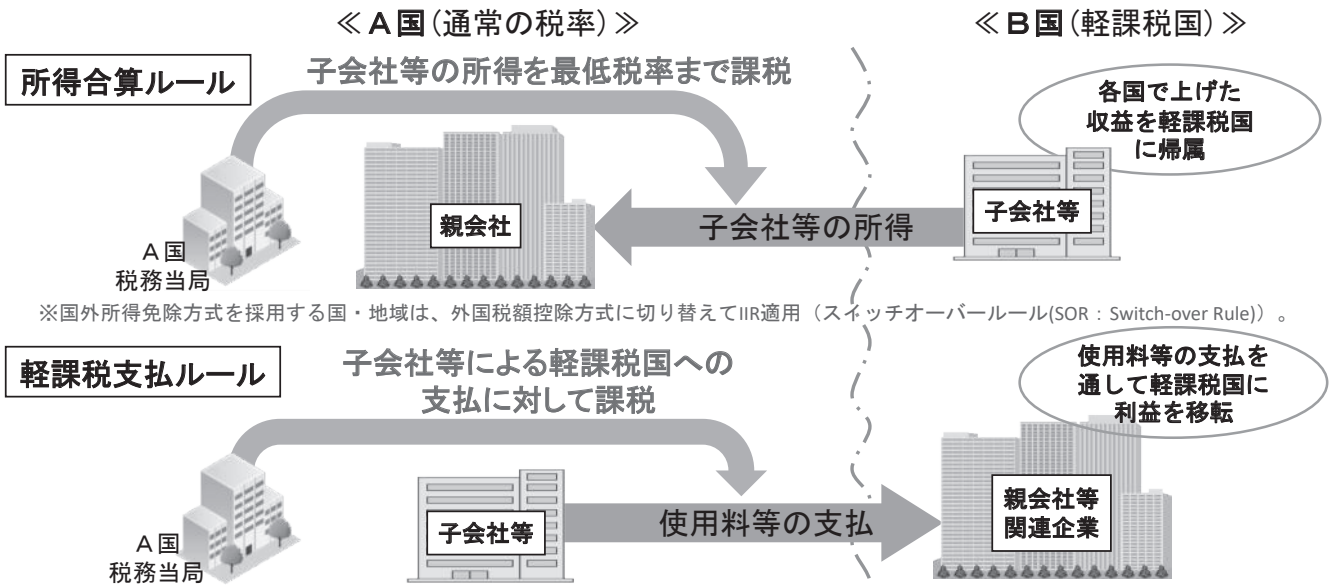 ≪A国(通常の税率)≫
≪B国(軽課税国)≫
所得合算ルール
子会社等の所得を最低税率まで課税
各国で上げた
収益を軽課税国
に帰属
親会社
子会社等の所得
子会社等
A国
税務当局
※国外所得免除方式を採用する国・地域は、外国税額控除方式に切り替えてIIR適用（スイッチオーバールール(SOR：Switch-over Rule)）。
軽課税支払ルール
子会社等による軽課税国への
支払に対して課税
使用料等の支払を
通して軽課税国に
利益を移転
子会社等
使用料等の支払
親会社等
関連企業
A国
税務当局